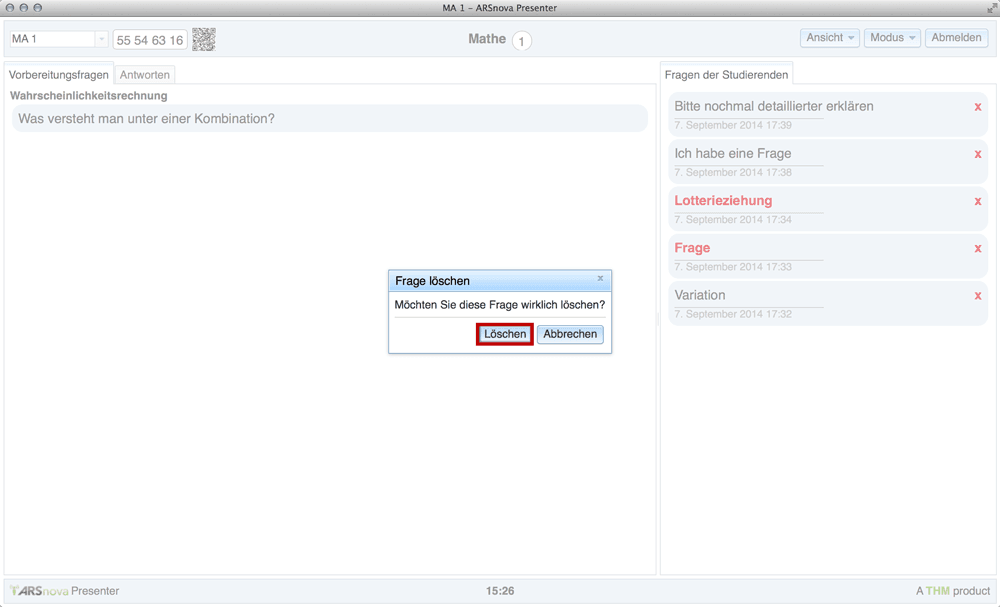 MA 1 - ARSnova Presenter
MA 1
55 54 63 16
Mathe 1
Ansicht
Modus
Abmelden
Vorbereitungsfragen
Antworten
Wahrscheinlichkeitsrechnung
Was versteht man unter einer Kombination?
Fragen der Studierenden
Bitte nochmal detaillierter erklären x
7. September 2014 17:39
Ich habe eine Frage x
7. September 2014 17:38
Lotterieziehung x
7. September 2014 17:34
Frage x
7. September 2014 17:33
Variation x
7. September 2014 17:32
Frage löschen x
Möchten Sie diese Frage wirklich löschen?
Löschen
Abbrechen
ARSnova Presenter
15:26
A THM product